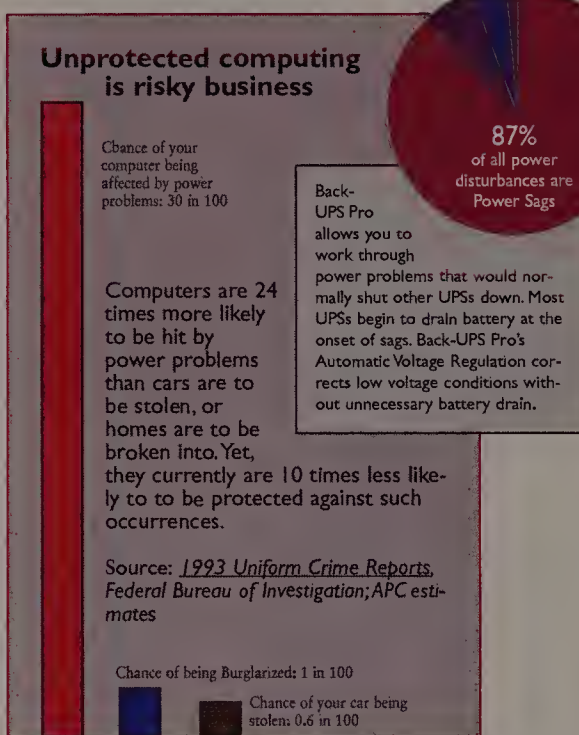 Unprotected computing
is risky business
Chance of your
computer being
affected by power
problems: 30 in 100
87%
of all power
disturbances are
Power Sags
Back-
UPS Pro
allows you to
work through
power problems that would nor-
mally shut other UPSs down. Most
UPSs begin to drain battery at the
onset of sags. Back-UPS Pro's
Automatic Voltage Regulation cor-
rects low voltage conditions with-
out unnecessary battery drain.
Computers are 24
times more likely
to be hit by
power problems
than cars are to
be stolen, or
homes are to be
broken into. Yet,
they currently are 10 times less like-
ly to to be protected against such
occurrences.
Source: 1993 Uniform Crime Reports,
Federal Bureau of Investigation; APC esti-
mates
Chance of being Burglarized: 1 in 100
Chance of your car being
stolen: 0.6 in 100